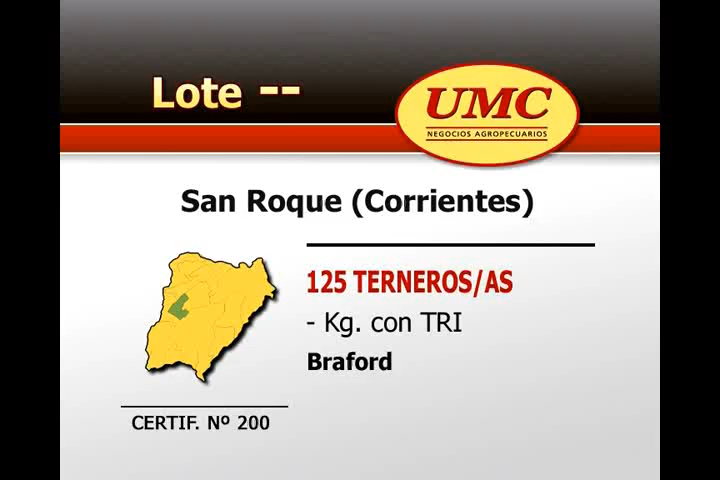 Lote --
UMC
NEGOCIOS AGROPECUARIOS
San Roque (Corrientes)
125 TERNEROS/AS
- Kg. con TRI
Braford
CERTIF. Nº 200